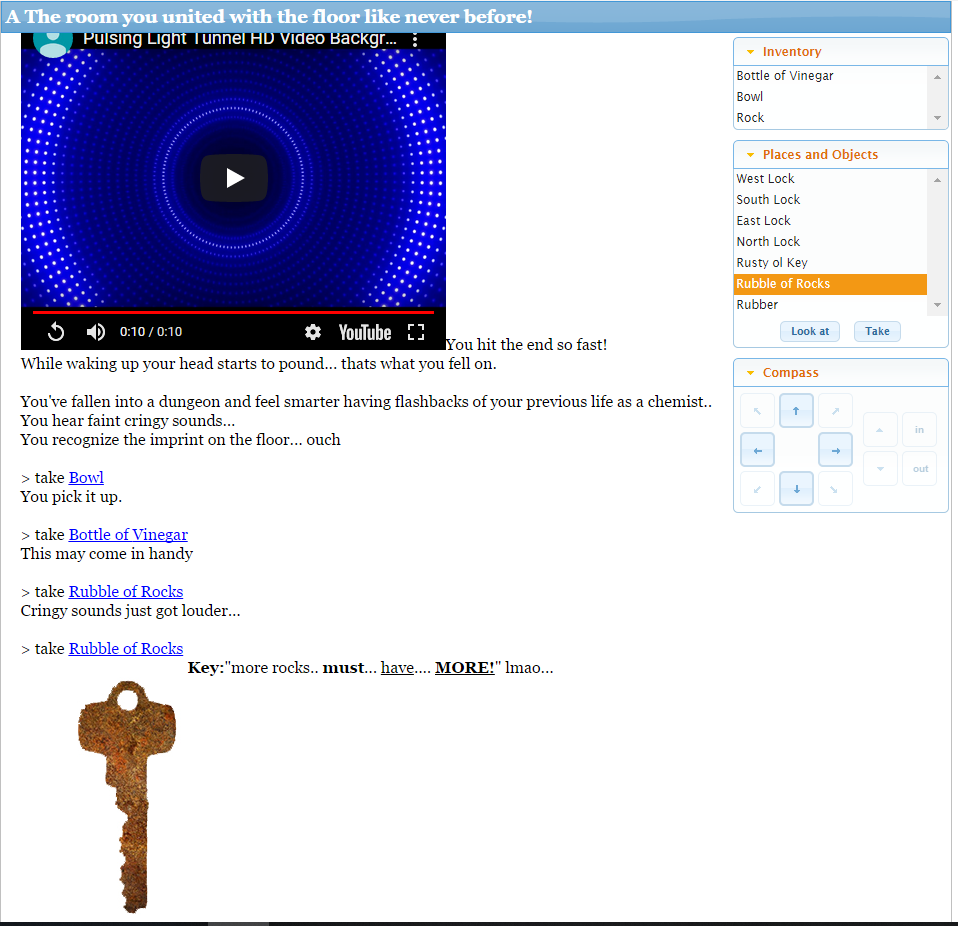 A The room you united with the floor like never before!
Pulsing Light Tunnel HD Video Backgr...
0:10 / 0:10
YouTube
You hit the end so fast!
While waking up your head starts to pound... thats what you fell on.
You've fallen into a dungeon and feel smarter having flashbacks of your previous life as a chemist..
You hear faint cringy sounds...
You recognize the imprint on the floor... ouch
> take Bowl
You pick it up.
> take Bottle of Vinegar
This may come in handy
> take Rubble of Rocks
Cringy sounds just got louder...
> take Rubble of Rocks
Key:"more rocks.. must... have.... MORE!" lmao...
Inventory
Bottle of Vinegar
Bowl
Rock
Places and Objects
West Lock
South Lock
East Lock
North Lock
Rusty ol Key
Rubble of Rocks
Rubber
Look at Take
Compass
in
out